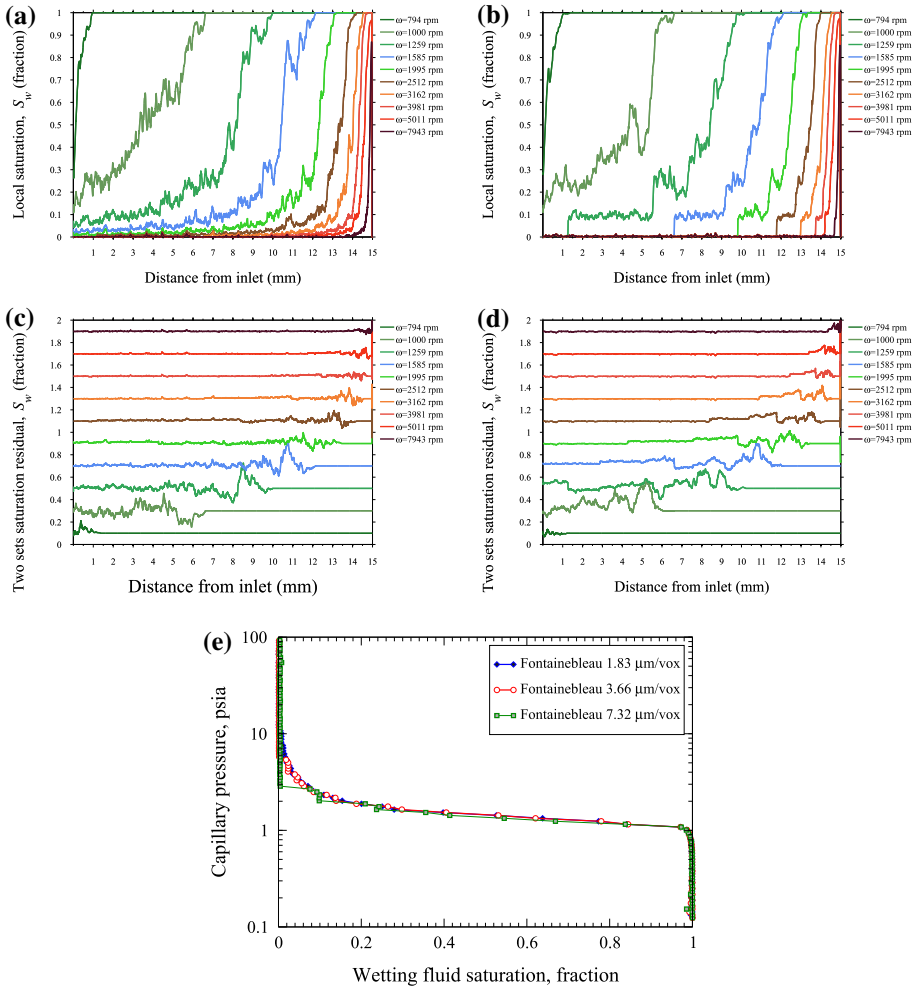 (a)
Local saturation, S_w (fraction)
1
0.9
0.8
0.7
0.6
0.5
0.4
0.3
0.2
0.1
0
1 2 3 4 5 6 7 8 9 10 11 12 13 14 15
Distance from inlet (mm)
ω=794 rpm
ω=1000 rpm
ω=1259 rpm
ω=1585 rpm
ω=1995 rpm
ω=2512 rpm
ω=3162 rpm
ω=3981 rpm
ω=5011 rpm
ω=7943 rpm
(b)
Local saturation, S_w (fraction)
1
0.9
0.8
0.7
0.6
0.5
0.4
0.3
0.2
0.1
0
1 2 3 4 5 6 7 8 9 10 11 12 13 14 15
Distance from inlet (mm)
ω=794 rpm
ω=1000 rpm
ω=1259 rpm
ω=1585 rpm
ω=1995 rpm
ω=2512 rpm
ω=3162 rpm
ω=3981 rpm
ω=5011 rpm
ω=7943 rpm
(c)
Two sets saturation residual, S_w (fraction)
2
1.8
1.6
1.4
1.2
1
0.8
0.6
0.4
0.2
0
1 2 3 4 5 6 7 8 9 10 11 12 13 14 15
Distance from inlet (mm)
ω=794 rpm
ω=1000 rpm
ω=1259 rpm
ω=1585 rpm
ω=1995 rpm
ω=2512 rpm
ω=3162 rpm
ω=3981 rpm
ω=5011 rpm
ω=7943 rpm
(d)
Two sets saturation residual, S_w (fraction)
2
1.8
1.6
1.4
1.2
1
0.8
0.6
0.4
0.2
0
1 2 3 4 5 6 7 8 9 10 11 12 13 14 15
Distance from inlet (mm)
ω=794 rpm
ω=1000 rpm
ω=1259 rpm
ω=1585 rpm
ω=1995 rpm
ω=2512 rpm
ω=3162 rpm
ω=3981 rpm
ω=5011 rpm
ω=7943 rpm
(e)
Capillary pressure, psia
100
10
1
0.1
0 0.2 0.4 0.6 0.8 1
Wetting fluid saturation, fraction
Fontainebleau 1.83 μm/vox
Fontainebleau 3.66 μm/vox
Fontainebleau 7.32 μm/vox